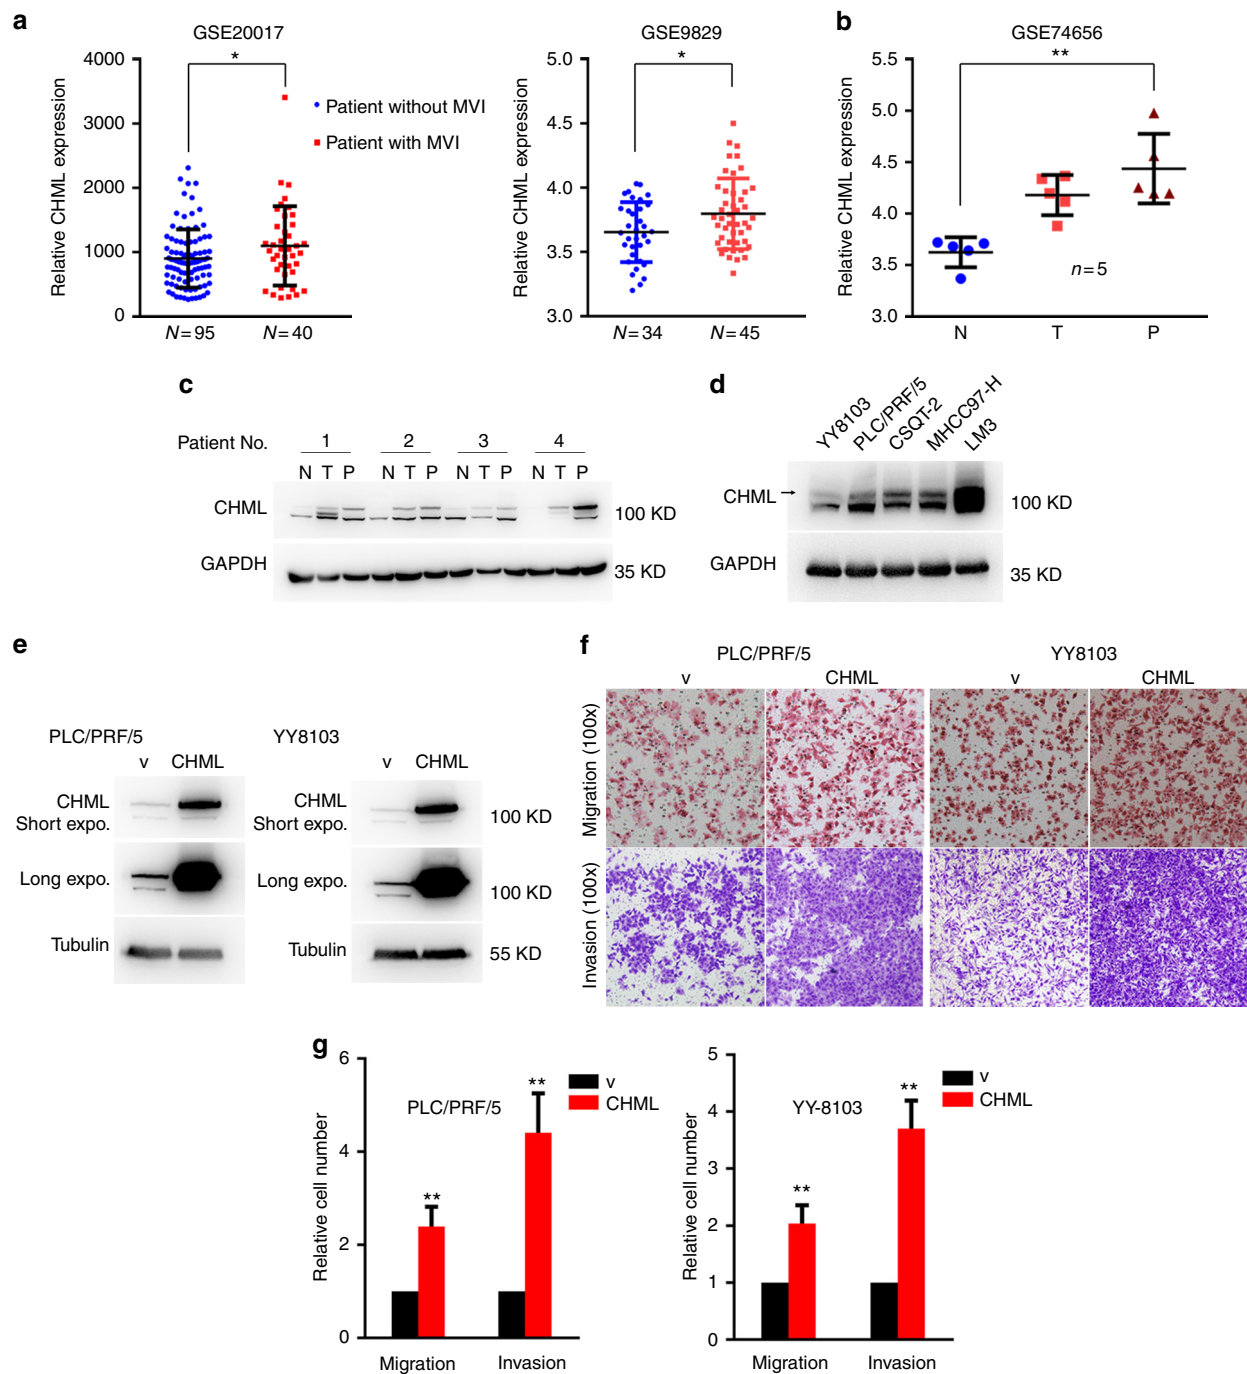 a
GSE20017
*
Relative CHML expression
4000
3000
2000
1000
0
N=95
N=40
Patient without MVI
Patient with MVI
GSE9829
*
Relative CHML expression
5.0
4.5
4.0
3.5
3.0
N=34
N=45
b
GSE74656
**
Relative CHML expression
5.5
5.0
4.5
4.0
3.5
3.0
n=5
N
T
P
c
Patient No.
1 2 3 4
N T P N T P N T P N T P
CHML
100 KD
GAPDH
35 KD
d
YY8103
PLC/PRF/5
CSQT-2
MHCC97-H
LM3
CHML
100 KD
GAPDH
35 KD
e
PLC/PRF/5
v CHML
CHML
Short expo.
Long expo.
Tubulin
YY8103
v CHML
CHML
Short expo.
100 KD
Long expo.
100 KD
Tubulin
55 KD
f
PLC/PRF/5
v CHML
YY8103
v CHML
Migration (100x)
Invasion (100x)
g
Relative cell number
6
4
2
0
PLC/PRF/5
**
**
v
CHML
Migration
Invasion
Relative cell number
5
4
3
2
1
0
YY-8103
**
**
v
CHML
Migration
Invasion